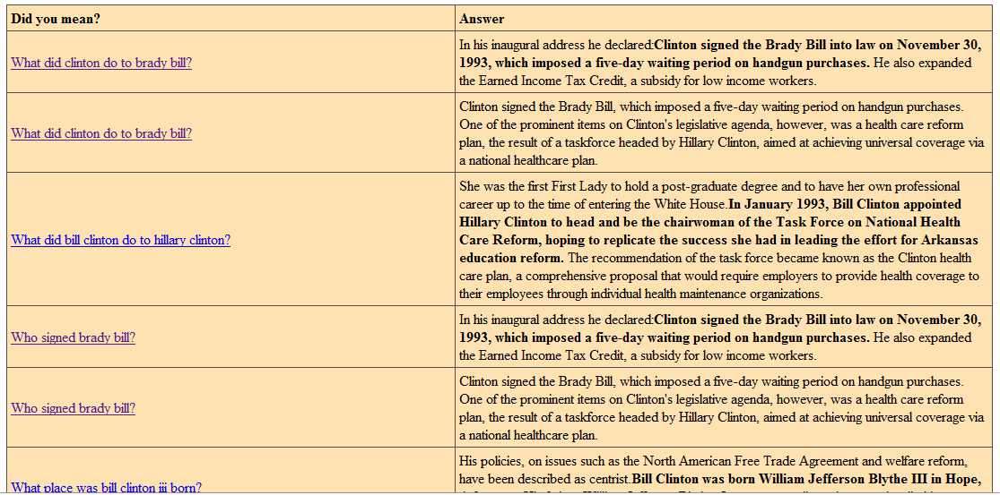 Did you mean?
Answer
What did clinton do to brady bill?
In his inaugural address he declared:Clinton signed the Brady Bill into law on November 30,
1993, which imposed a five-day waiting period on handgun purchases. He also expanded
the Earned Income Tax Credit, a subsidy for low income workers.
What did clinton do to brady bill?
Clinton signed the Brady Bill, which imposed a five-day waiting period on handgun purchases.
One of the prominent items on Clinton's legislative agenda, however, was a health care reform
plan, the result of a taskforce headed by Hillary Clinton, aimed at achieving universal coverage via
a national healthcare plan.
What did bill clinton do to hillary clinton?
She was the first First Lady to hold a post-graduate degree and to have her own professional
career up to the time of entering the White House.In January 1993, Bill Clinton appointed
Hillary Clinton to head and be the chairwoman of the Task Force on National Health
Care Reform, hoping to replicate the success she had in leading the effort for Arkansas
education reform. The recommendation of the task force became known as the Clinton health
care plan, a comprehensive proposal that would require employers to provide health coverage to
their employees through individual health maintenance organizations.
Who signed brady bill?
In his inaugural address he declared:Clinton signed the Brady Bill into law on November 30,
1993, which imposed a five-day waiting period on handgun purchases. He also expanded
the Earned Income Tax Credit, a subsidy for low income workers.
Who signed brady bill?
Clinton signed the Brady Bill, which imposed a five-day waiting period on handgun purchases.
One of the prominent items on Clinton's legislative agenda, however, was a health care reform
plan, the result of a taskforce headed by Hillary Clinton, aimed at achieving universal coverage via
a national healthcare plan.
What place was bill clinton iii born?
His policies, on issues such as the North American Free Trade Agreement and welfare reform,
have been described as centrist.Bill Clinton was born William Jefferson Blythe III in Hope,